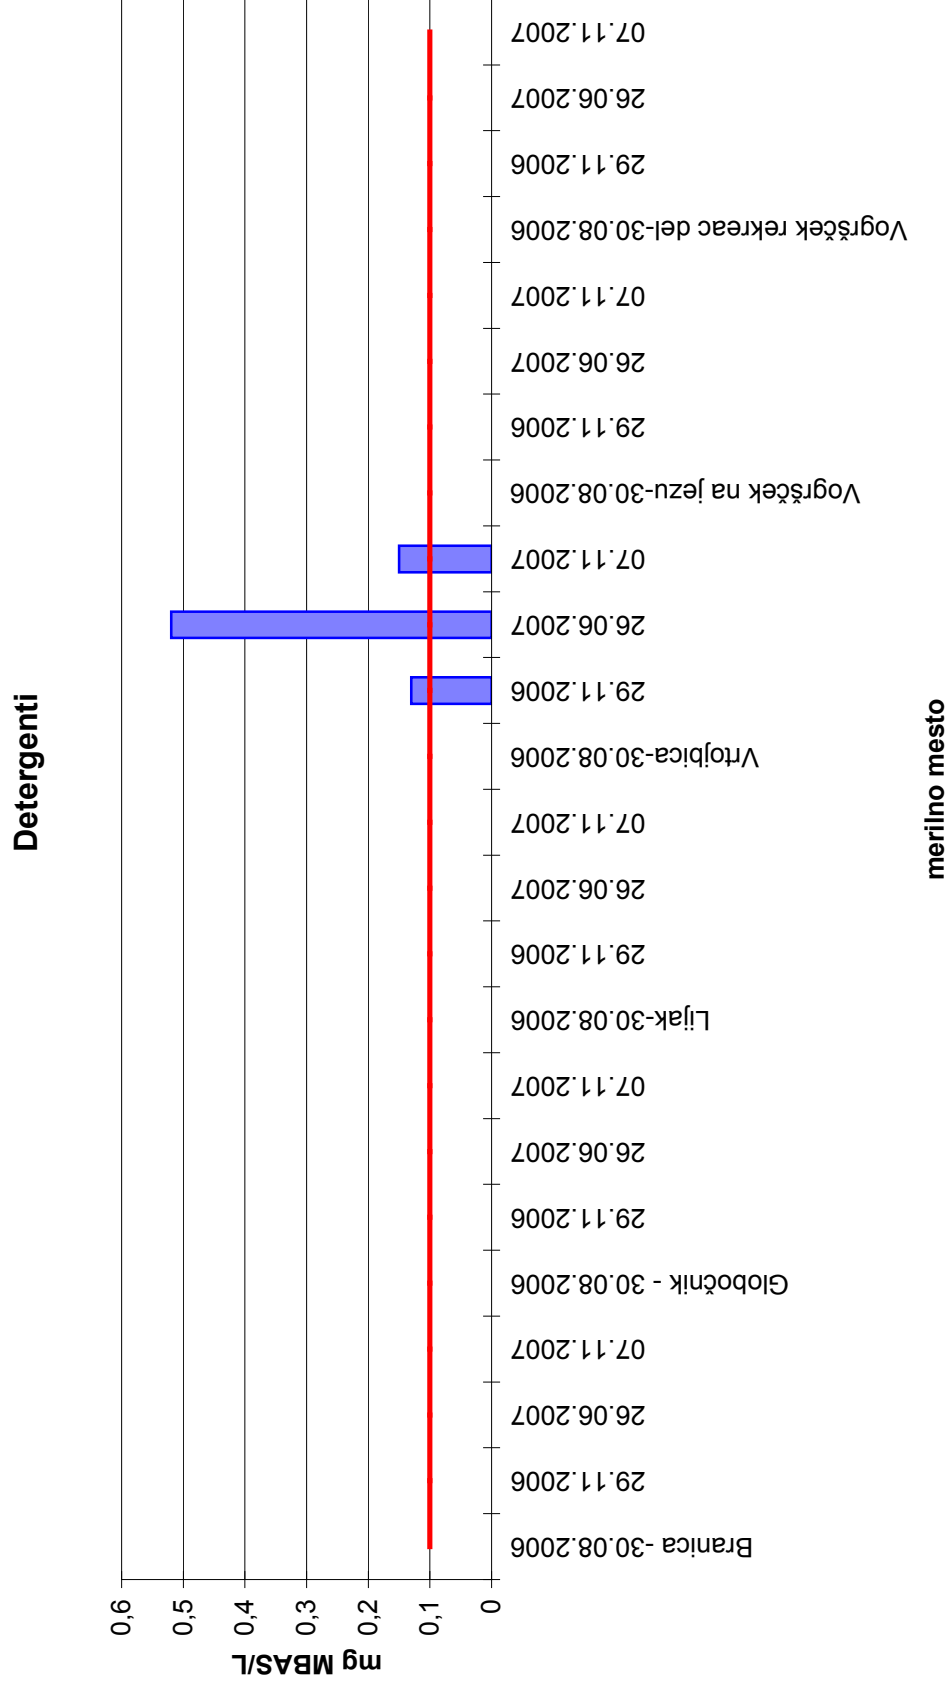 Detergenti
mg MBAS/L
0,6
0,5
0,4
0,3
0,2
0,1
0
Branica -30.08.2006
29.11.2006
26.06.2007
07.11.2007
Globočnik - 30.08.2006
29.11.2006
26.06.2007
07.11.2007
Lijak-30.08.2006
29.11.2006
26.06.2007
07.11.2007
Vrtojbica-30.08.2006
29.11.2006
26.06.2007
07.11.2007
Vogršček na jezu-30.08.2006
29.11.2006
26.06.2007
07.11.2007
Vogršček rekreac del-30.08.2006
29.11.2006
26.06.2007
07.11.2007
merilno mesto